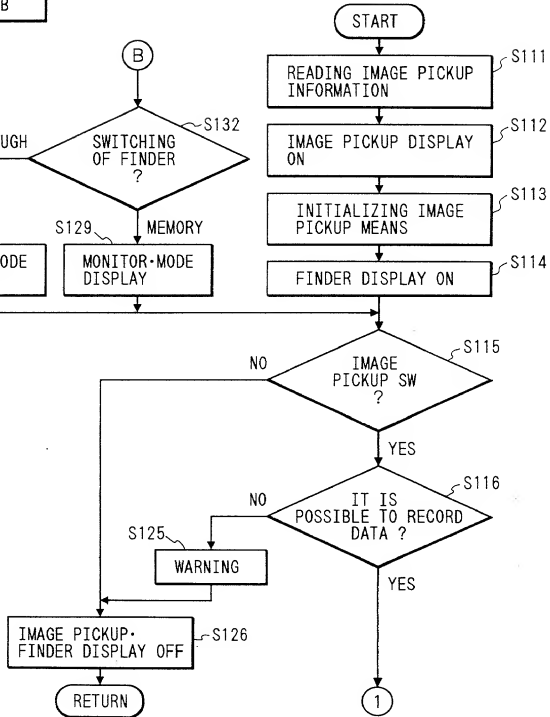 B
START
S111
READING IMAGE PICKUP
INFORMATION
B
S112
IMAGE PICKUP DISPLAY
ON
S132
SWITCHING
OF FINDER
?
UGH
S113
INITIALIZING IMAGE
PICKUP MEANS
MEMORY
S129
MONITOR·MODE
DISPLAY
ODE
S114
FINDER DISPLAY ON
S115
IMAGE
PICKUP SW
?
NO
YES
S116
IT IS
POSSIBLE TO RECORD
DATA ?
NO
S125
WARNING
YES
IMAGE PICKUP·
FINDER DISPLAY OFF
S126
RETURN
1